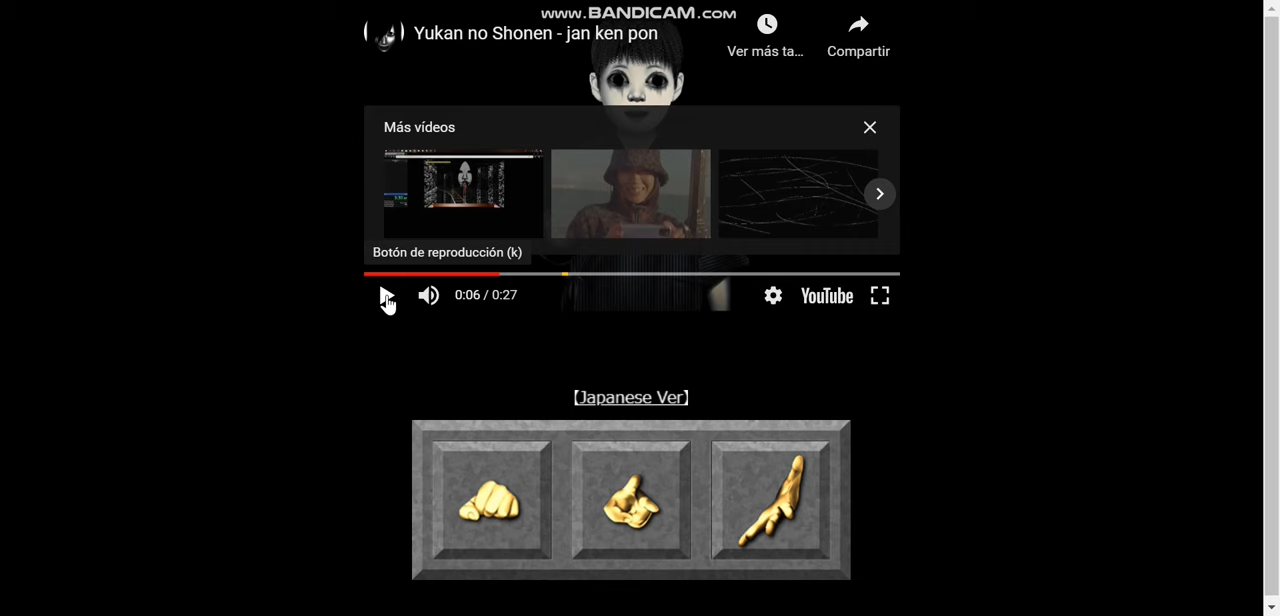 www.BANDICAM.com
Yukan no Shonen - jan ken pon
Ver más ta...
Compartir
Más vídeos
Botón de reproducción (k)
0:06 / 0:27
YouTube
【Japanese Ver】